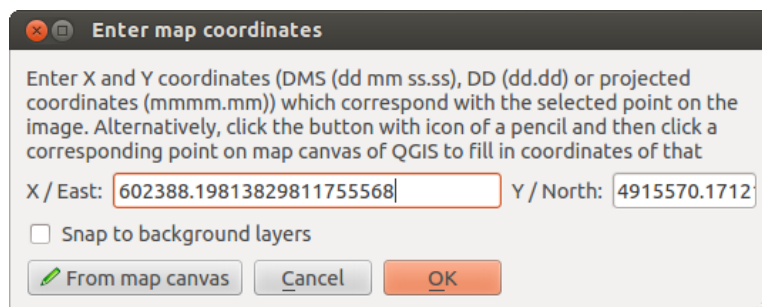 Enter map coordinates
Enter X and Y coordinates (DMS (dd mm ss.ss), DD (dd.dd) or projected
coordinates (mmmm.mm)) which correspond with the selected point on the
image. Alternatively, click the button with icon of a pencil and then click a
corresponding point on map canvas of QGIS to fill in coordinates of that
X / East: 602388.19813829811755568 Y / North: 4915570.1712
Snap to background layers
From map canvas Cancel OK